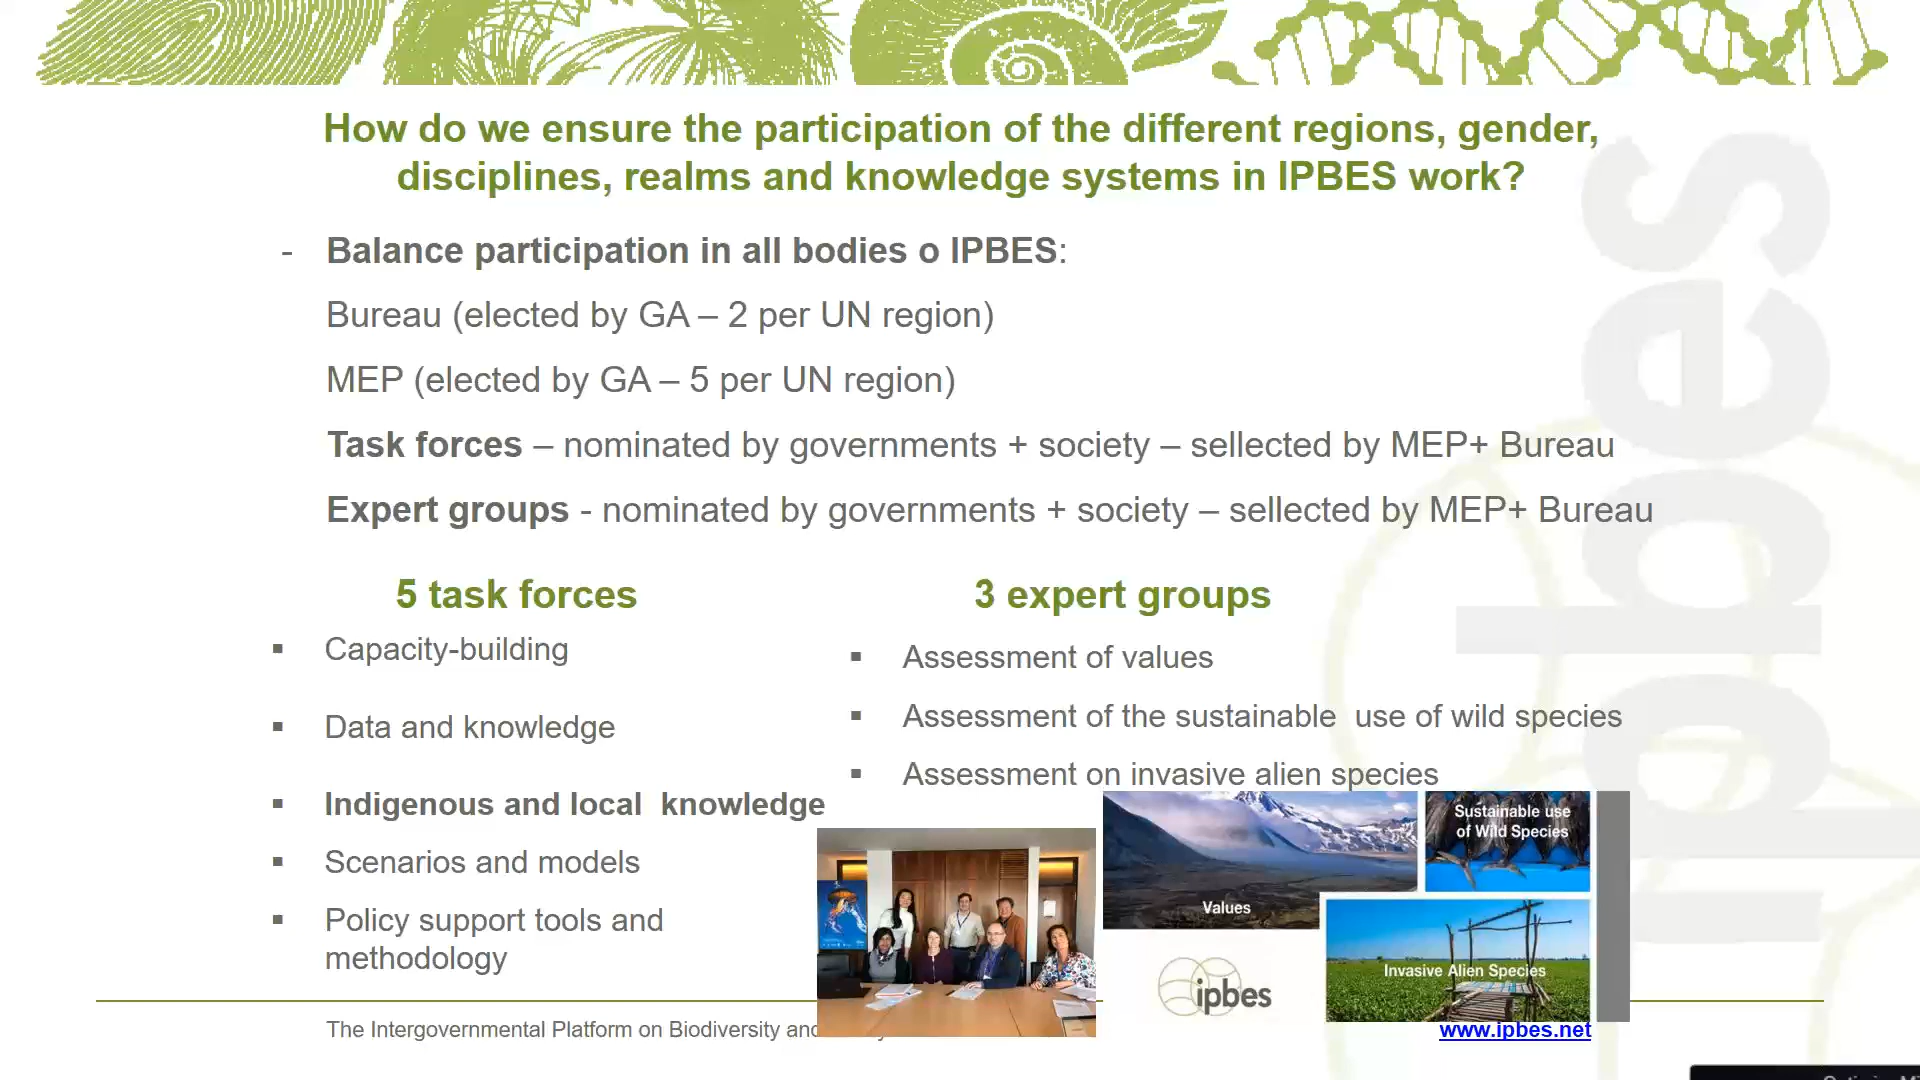 How do we ensure the participation of the different regions, gender,
disciplines, realms and knowledge systems in IPBES work?
- Balance participation in all bodies o IPBES:
Bureau (elected by GA – 2 per UN region)
MEP (elected by GA – 5 per UN region)
Task forces – nominated by governments + society – sellected by MEP+ Bureau
Expert groups - nominated by governments + society – sellected by MEP+ Bureau
5 task forces
▪ Capacity-building
▪ Data and knowledge
▪ Indigenous and local  knowledge
▪ Scenarios and models
▪ Policy support tools and
methodology
3 expert groups
▪ Assessment of values
▪ Assessment of the sustainable  use of wild species
▪ Assessment on invasive alien species
Values
Sustainable use
of Wild Species
Invasive Alien Species
ipbes
The Intergovernmental Platform on Biodiversity and
www.ipbes.net
ipbes